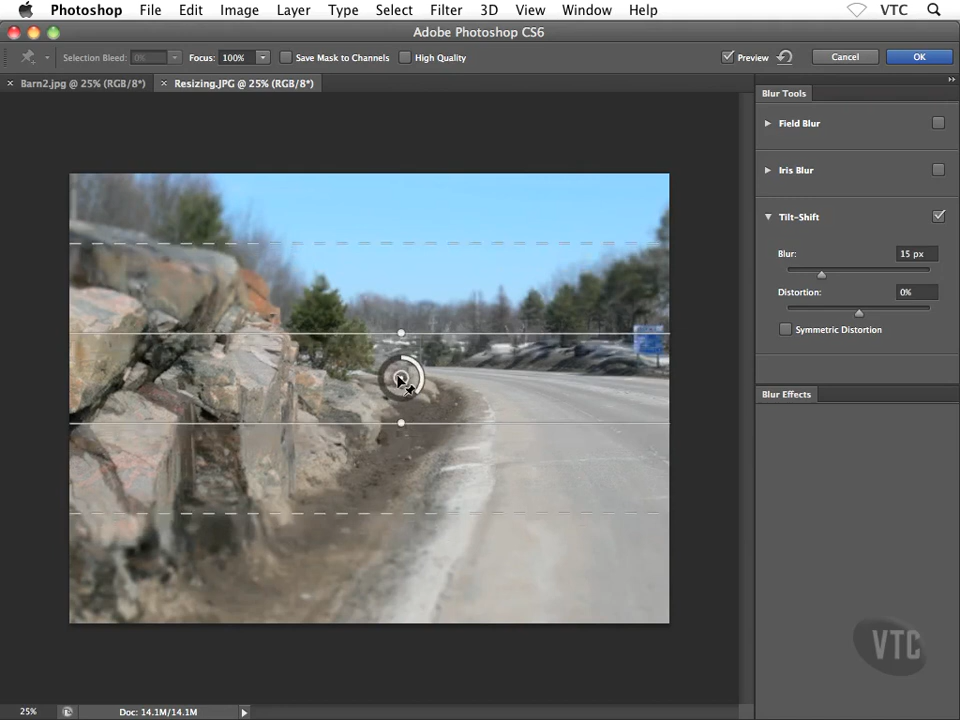 Photoshop File Edit Image Layer Type Select Filter 3D View Window Help VTC
Adobe Photoshop CS6
Selection Bleed: 0% Focus: 100% Save Mask to Channels High Quality Preview Cancel OK
× Barn2.jpg @ 25% (RGB/8*) × Resizing.JPG @ 25% (RGB/8*)
Blur Tools
Field Blur
Iris Blur
Tilt-Shift
Blur: 15 px
Distortion: 0%
Symmetric Distortion
Blur Effects
VTC
25% Doc: 14.1M/14.1M